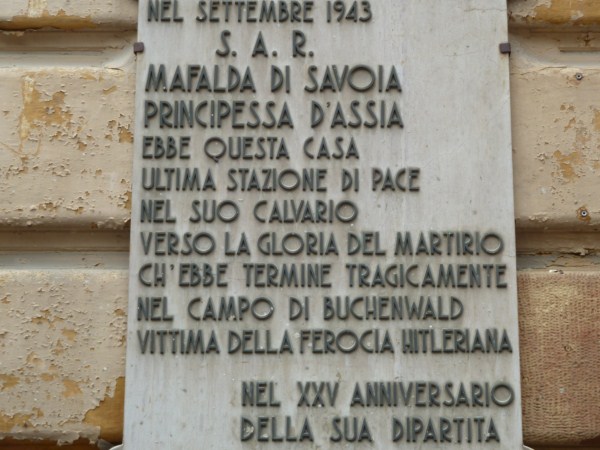 NEL SETTEMBRE 1943
S. A. R.
MAFALDA DI SAVOIA
PRINCIPESSA D'ASSIA
EBBE QUESTA CASA
ULTIMA STAZIONE DI PACE
NEL SUO CALVARIO
VERSO LA GLORIA DEL MARTIRIO
CH'EBBE TERMINE TRAGICAMENTE
NEL CAMPO DI BUCHENWALD
VITTIMA DELLA FEROCIA HITLERIANA
NEL XXV ANNIVERSARIO
DELLA SUA DIPARTITA